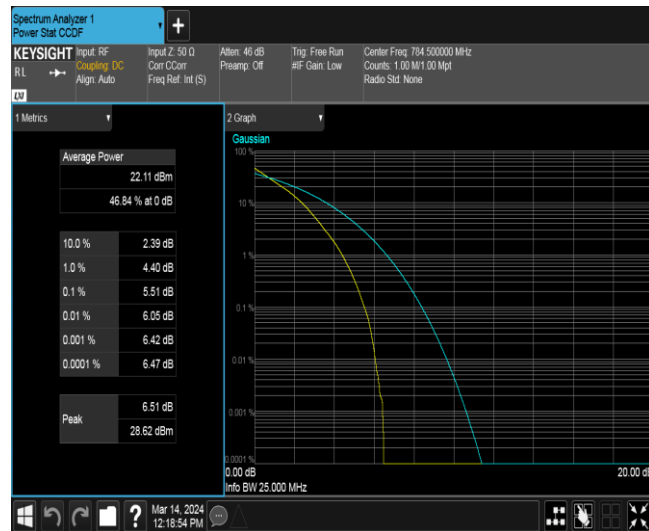 Spectrum Analyzer 1
Power Stat CCDF
+
KEYSIGHT
RL
LXI
Input: RF
Coupling: DC
Align: Auto
Input Z: 50 Ω
Corr CCorr
Freq Ref: Int (S)
Atten: 46 dB
Preamp: Off
Trig: Free Run
#IF Gain: Low
Center Freq: 784.500000 MHz
Counts: 1.00 M/1.00 Mpt
Radio Std: None
1 Metrics
Average Power
22.11 dBm
46.84 % at 0 dB
10.0 % 2.39 dB
1.0 % 4.40 dB
0.1 % 5.51 dB
0.01 % 6.05 dB
0.001 % 6.42 dB
0.0001 % 6.47 dB
Peak
6.51 dB
28.62 dBm
2 Graph
Gaussian
100 %
10 %
1 %
0.1 %
0.01 %
0.001 %
0.0001 %
0.00 dB
20.00 dB
Info BW 25.000 MHz
?
Mar 14, 2024
12:18:54 PM